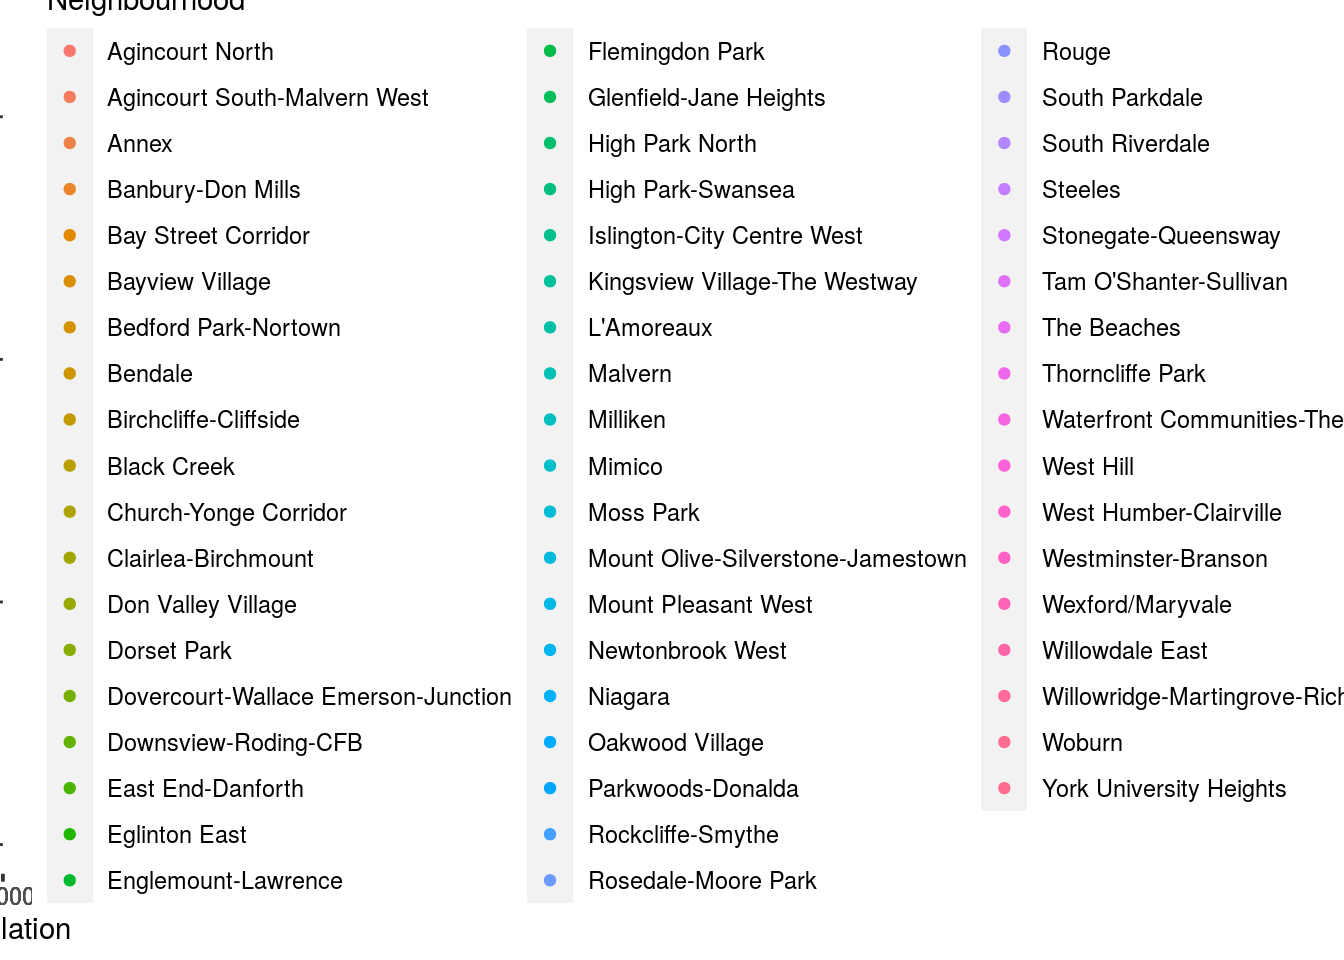 Neighbourhood
Agincourt North
Agincourt South-Malvern West
Annex
Banbury-Don Mills
Bay Street Corridor
Bayview Village
Bedford Park-Nortown
Bendale
Birchcliffe-Cliffside
Black Creek
Church-Yonge Corridor
Clairlea-Birchmount
Don Valley Village
Dorset Park
Dovercourt-Wallace Emerson-Junction
Downsview-Roding-CFB
East End-Danforth
Eglinton East
Englemount-Lawrence
Flemingdon Park
Glenfield-Jane Heights
High Park North
High Park-Swansea
Islington-City Centre West
Kingsview Village-The Westway
L'Amoreaux
Malvern
Milliken
Mimico
Moss Park
Mount Olive-Silverstone-Jamestown
Mount Pleasant West
Newtonbrook West
Niagara
Oakwood Village
Parkwoods-Donalda
Rockcliffe-Smythe
Rosedale-Moore Park
Rouge
South Parkdale
South Riverdale
Steeles
Stonegate-Queensway
Tam O'Shanter-Sullivan
The Beaches
Thorncliffe Park
Waterfront Communities-The
West Hill
West Humber-Clairville
Westminster-Branson
Wexford/Maryvale
Willowdale East
Willowridge-Martingrove-Rich
Woburn
York University Heights
000
lation